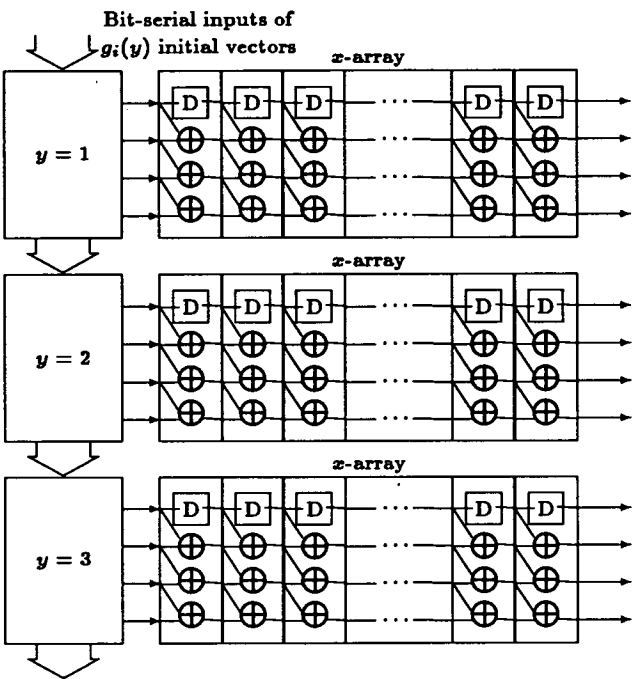 Bit-serial inputs of
g_i(y) initial vectors
x-array
y = 1
D D D ··· D D
x-array
y = 2
D D D ··· D D
x-array
y = 3
D D D ··· D D